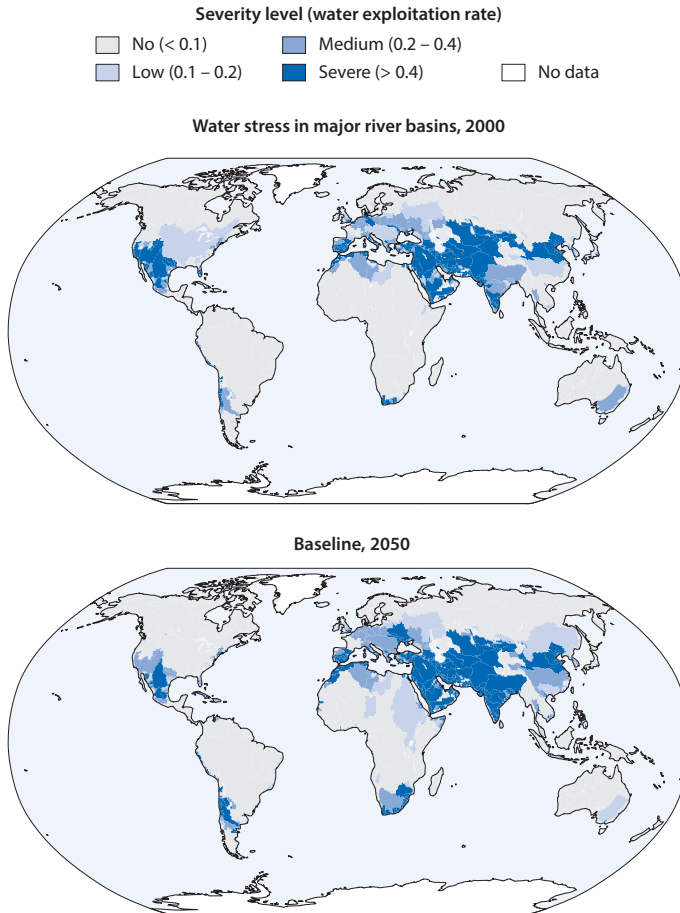 Severity level (water exploitation rate)
No (< 0.1)
Medium (0.2 – 0.4)
Low (0.1 – 0.2)
Severe (> 0.4)
No data
Water stress in major river basins, 2000
Baseline, 2050